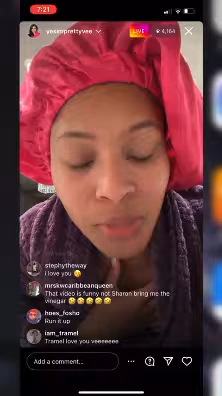 7:21
yesimprettyvee
LIVE
4,164
stephytheway
i love you 😘
mrskwcaribbeanqueen
That video is funny not Sharon bring me the
vinegar 🤣🤣🤣🤣🤣
hoes_fosho
Run it up
iam_tramel
Tramel love you veeeeeee
Add a comment...